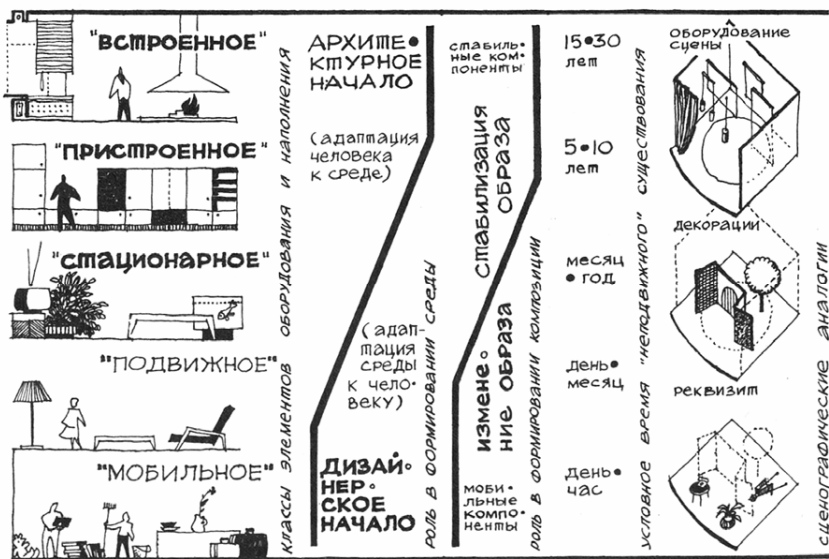 "ВСТРОЕННОЕ"
"ПРИСТРОЕННОЕ"
"СТАЦИОНАРНОЕ"
"ПОДВИЖНОЕ"
"МОБИЛЬНОЕ"
КЛАССЫ ЭЛЕМЕНТОВ ОБОРУДОВАНИЯ И НАПОЛНЕНИЯ
АРХИТЕ•
КТУРНОЕ
НАЧАЛО
(адаптация
человека
к среде)
(адап-
тация
среды
к чело-
веку)
ДИЗАЙ•
НЕР•
СКОЕ
НАЧАЛО
РОЛЬ В ФОРМИРОВАНИИ СРЕДЫ
стабиль-
ные ком-
поненты
СТАБИЛИЗАЦИЯ
ОБРАЗА
ИЗМЕНЕ•
НИЕ ОБРАЗА
моби-
льные
компо-
ненты
РОЛЬ В ФОРМИРОВАНИИ КОМПОЗИЦИИ
15•30
лет
5•10
лет
месяц
• год
день•
месяц
день•
час
УСЛОВНОЕ ВРЕМЯ "НЕПОДВИЖНОГО" СУЩЕСТВОВАНИЯ
ОБОРУДОВАНИЕ
СЦЕНЫ
ДЕКОРАЦИИ
РЕКВИЗИТ
СЦЕНОГРАФИЧЕСКИЕ АНАЛОГИИ